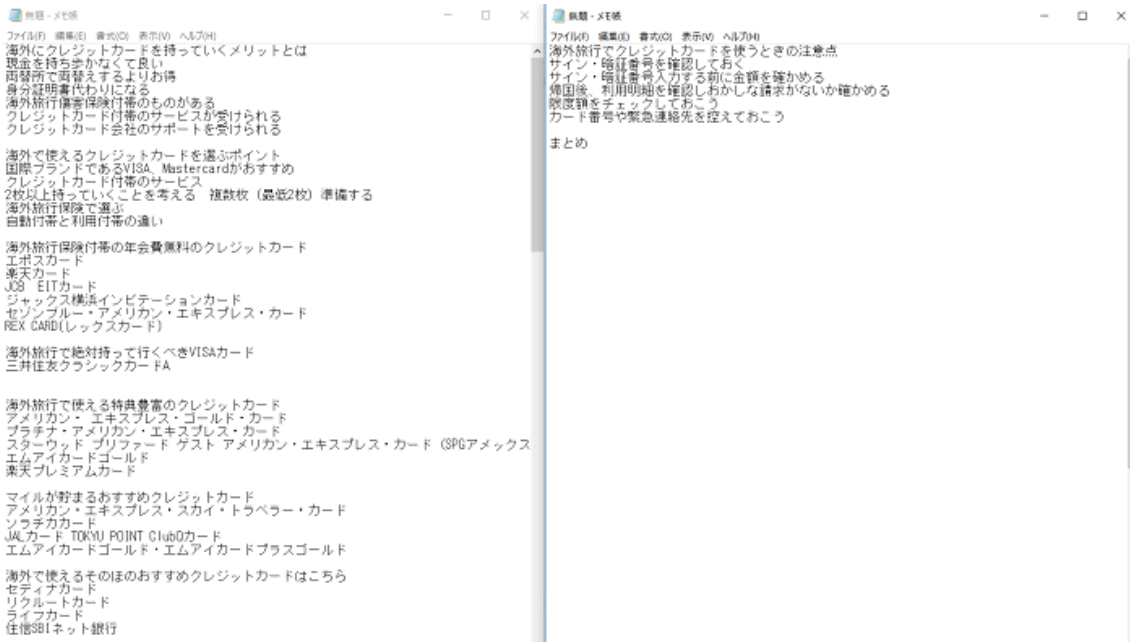 無題 - メモ帳
ファイル(F) 編集(E) 書式(O) 表示(V) ヘルプ(H)
海外にクレジットカードを持っていくメリットとは
現金を持ち歩かなくて良い
両替所で両替えするよりお得
身分証明書代わりになる
海外旅行傷害保険付帯のものがある
クレジットカード付帯のサービスが受けられる
クレジットカード会社のサポートを受けられる
海外で使えるクレジットカードを選ぶポイント
国際ブランドであるVISA、Mastercardがおすすめ
クレジットカード付帯のサービス
2枚以上持っていくことを考える　複数枚（最低2枚）準備する
海外旅行保険で選ぶ
自動付帯と利用付帯の違い
海外旅行保険付帯の年会費無料のクレジットカード
エポスカード
楽天カード
JCB　EITカード
ジャックス横浜インビテーションカード
セゾンブルー・アメリカン・エキスプレス・カード
REX CARD(レックスカード)
海外旅行で絶対持って行くべきVISAカード
三井住友クラシックカードA
海外旅行で使える特典豊富のクレジットカード
アメリカン・ エキスプレス・ゴールド・カード
プラチナ・アメリカン・エキスプレス・カード
スターウッド プリファード ゲスト アメリカン・エキスプレス・カード（SPGアメックス
エムアイカードゴールド
楽天プレミアムカード
マイルが貯まるおすすめクレジットカード
アメリカン・エキスプレス・スカイ・トラベラー・カード
ソラチカカード
JALカード TOKYU POINT ClubQカード
エムアイカードゴールド・エムアイカードプラスゴールド
海外で使えるそのほのおすすめクレジットカードはこちら
セディナカード
リクルートカード
ライフカード
住信SBIネット銀行
無題 - メモ帳
ファイル(F) 編集(E) 書式(O) 表示(V) ヘルプ(H)
海外旅行でクレジットカードを使うときの注意点
サイン・暗証番号を確認しておく
サイン・暗証番号入力する前に金額を確かめる
帰国後、利用明細を確認しおかしな請求がないか確かめる
限度額をチェックしておこう
カード番号や緊急連絡先を控えておこう
まとめ